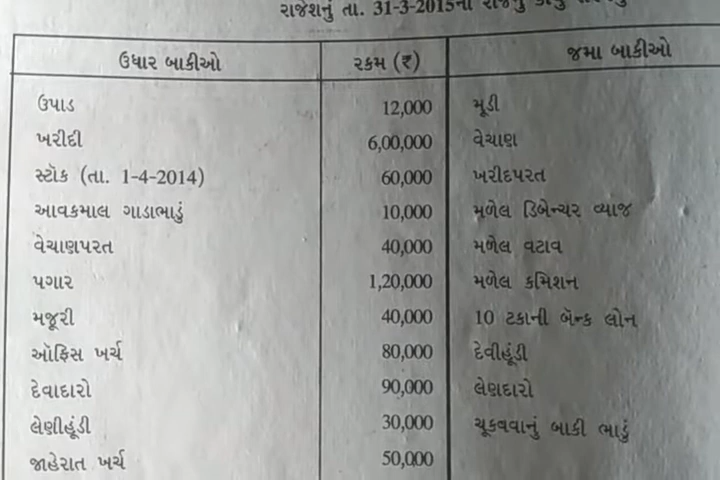 રાજેશનું તા. 31-3-2015ના રોજનું કાચું
ઉધાર બાકીઓ રકમ (₹) જમા બાકીઓ
ઉપાડ 12,000 મૂડી
ખરીદી 6,00,000 વેચાણ
સ્ટૉક (તા. 1-4-2014) 60,000 ખરીદપરત
આવકમાલ ગાડાભાડું 10,000 મળેલ ડિબેન્ચર વ્યાજ
વેચાણપરત 40,000 મળેલ વટાવ
પગાર 1,20,000 મળેલ કમિશન
મજૂરી 40,000 10 ટકાની બૅન્ક લોન
ઑફિસ ખર્ચ 80,000 દેવીહૂંડી
દેવાદારો 90,000 લેણદારો
લેણીહૂંડી 30,000 ચૂકવવાનું બાકી ભાડું
જાહેરાત ખર્ચ 50,000